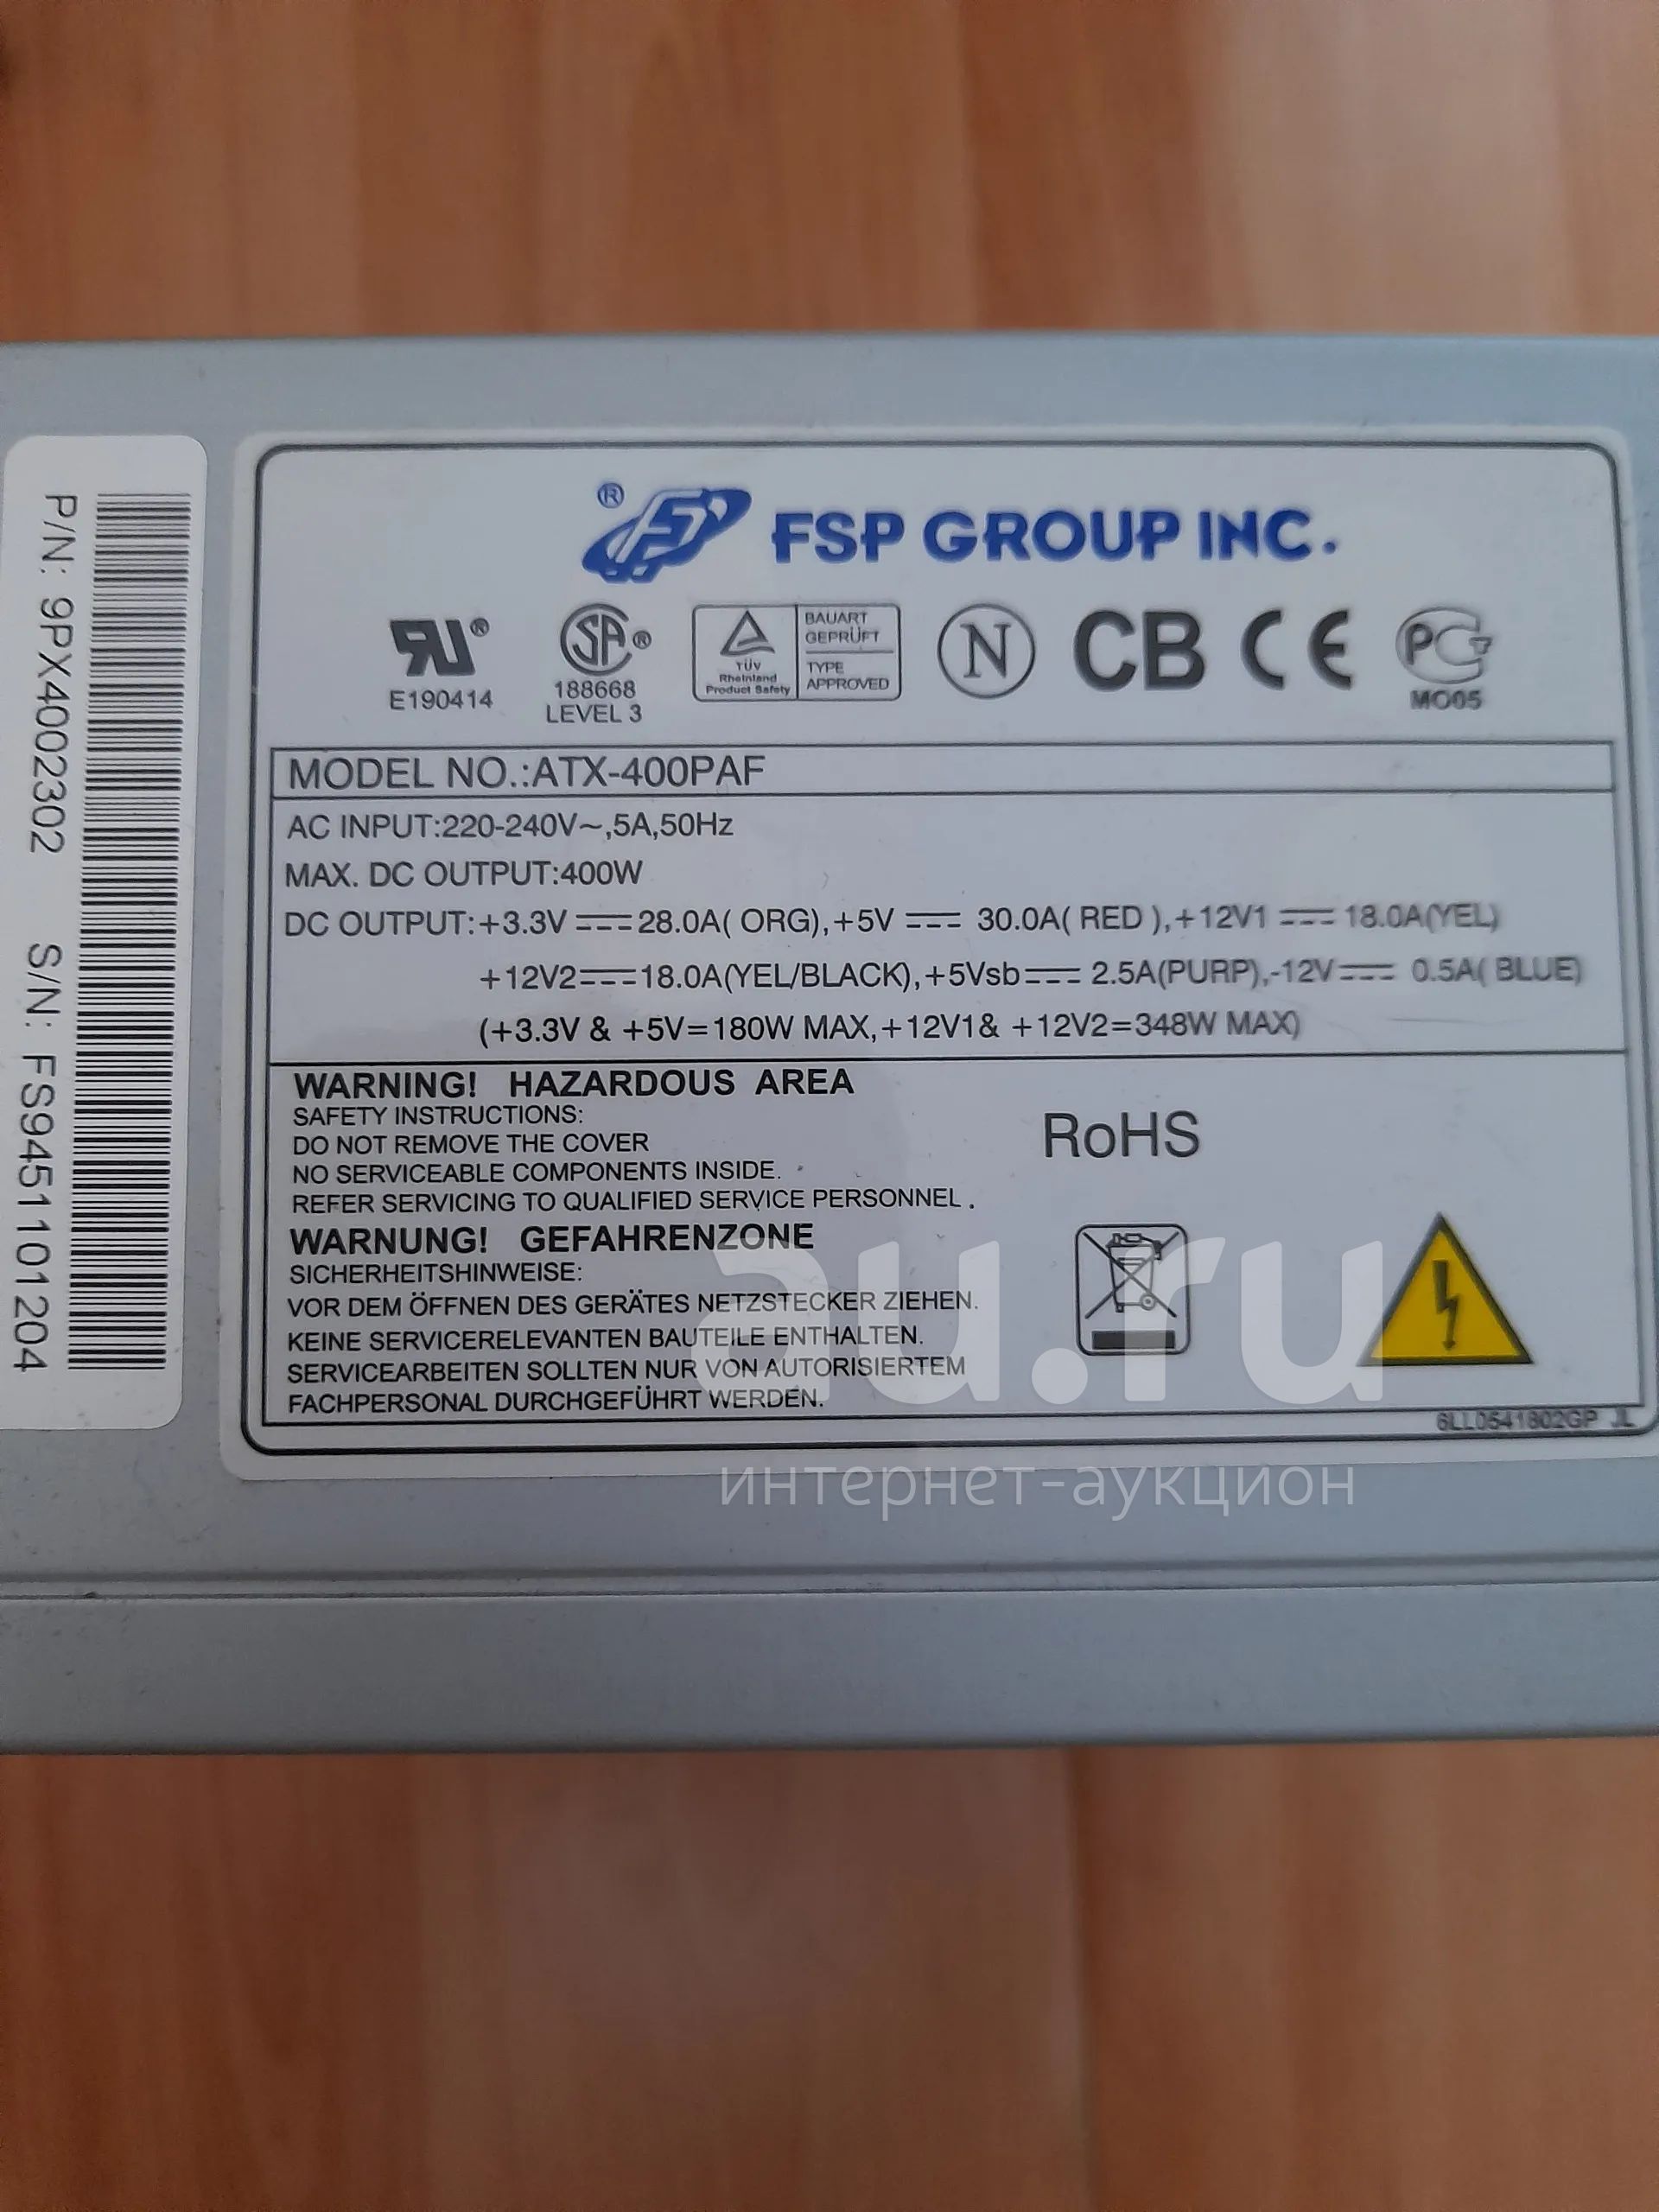 P/N: 9PX4002302 S/N: FS9451101204
® FSP GROUP INC.
® E190414
SA ® 188668 LEVEL 3
TÜV Rheinland Product Safety
BAUART GEPRÜFT
TYPE APPROVED
N
CB
CE
PG MO05
MODEL NO.:ATX-400PAF
AC INPUT:220-240V~,5A,50Hz
MAX. DC OUTPUT:400W
DC OUTPUT:+3.3V ⎓ 28.0A( ORG),+5V ⎓ 30.0A( RED ),+12V1 ⎓ 18.0A(YEL)
+12V2 ⎓ 18.0A(YEL/BLACK),+5Vsb ⎓ 2.5A(PURP),-12V ⎓ 0.5A( BLUE)
(+3.3V & +5V=180W MAX,+12V1& +12V2=348W MAX)
WARNING! HAZARDOUS AREA
SAFETY INSTRUCTIONS:
DO NOT REMOVE THE COVER
NO SERVICEABLE COMPONENTS INSIDE.
REFER SERVICING TO QUALIFIED SERVICE PERSONNEL .
RoHS
WARNUNG! GEFAHRENZONE
SICHERHEITSHINWEISE:
VOR DEM ÖFFNEN DES GERÄTES NETZSTECKER ZIEHEN.
KEINE SERVICERELEVANTEN BAUTEILE ENTHALTEN.
SERVICEARBEITEN SOLLTEN NUR VON AUTORISIERTEM
FACHPERSONAL DURCHGEFÜHRT WERDEN.
6LL0541802GP JL
au.ru
интернет-аукцион